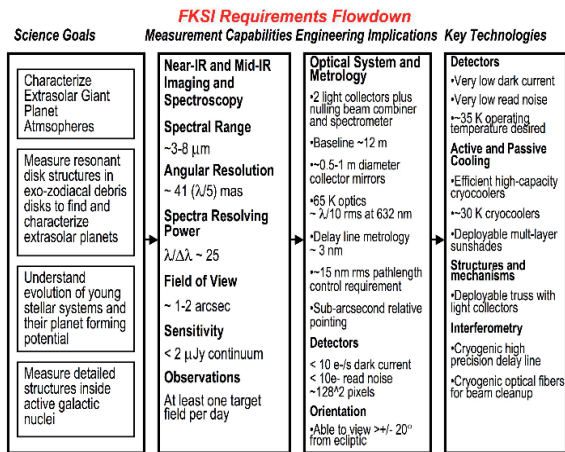 FKSI Requirements Flowdown
Science Goals
Characterize
Extrasolar Giant
Planet
Atmsopheres
Measure resonant
disk structures in
exo-zodiacal debris
disks to find and
characterize
extrasolar planets
Understand
evolution of young
stellar systems and
their planet forming
potential
Measure detailed
structures inside
active galactic
nuclei
Measurement Capabilities
Near-IR and Mid-IR
Imaging and
Spectroscopy
Spectral Range
~3-8 µm
Angular Resolution
~ 41 (λ/5) mas
Spectra Resolving
Power
λ/Δλ ~ 25
Field of View
~ 1-2 arcsec
Sensitivity
< 2 µJy continuum
Observations
At least one target
field per day
Engineering Implications
Optical System and
Metrology
•2 light collectors plus
nulling beam combiner
and spectrometer
•Baseline ~12 m
•~0.5-1 m diameter
collector mirrors
•65 K optics
~ λ/10 rms at 632 nm
•Delay line metrology
~ 3 nm
•~15 nm rms pathlength
control requirement
•Sub-arcsecond relative
pointing
Detectors
< 10 e-/s dark current
< 10e- read noise
~128^2 pixels
Orientation
•Able to view >+/- 20°
from ecliptic
Key Technologies
Detectors
•Very low dark current
•Very low read noise
•~35 K operating
temperature desired
Active and Passive
Cooling
•Efficient high-capacity
cryocoolers
•~30 K cryocoolers
•Deployable mult-layer
sunshades
Structures and
mechanisms
•Deployable truss with
light collectors
Interferometry
•Cryogenic high
precision delay line
•Cryogenic optical fibers
for beam cleanup